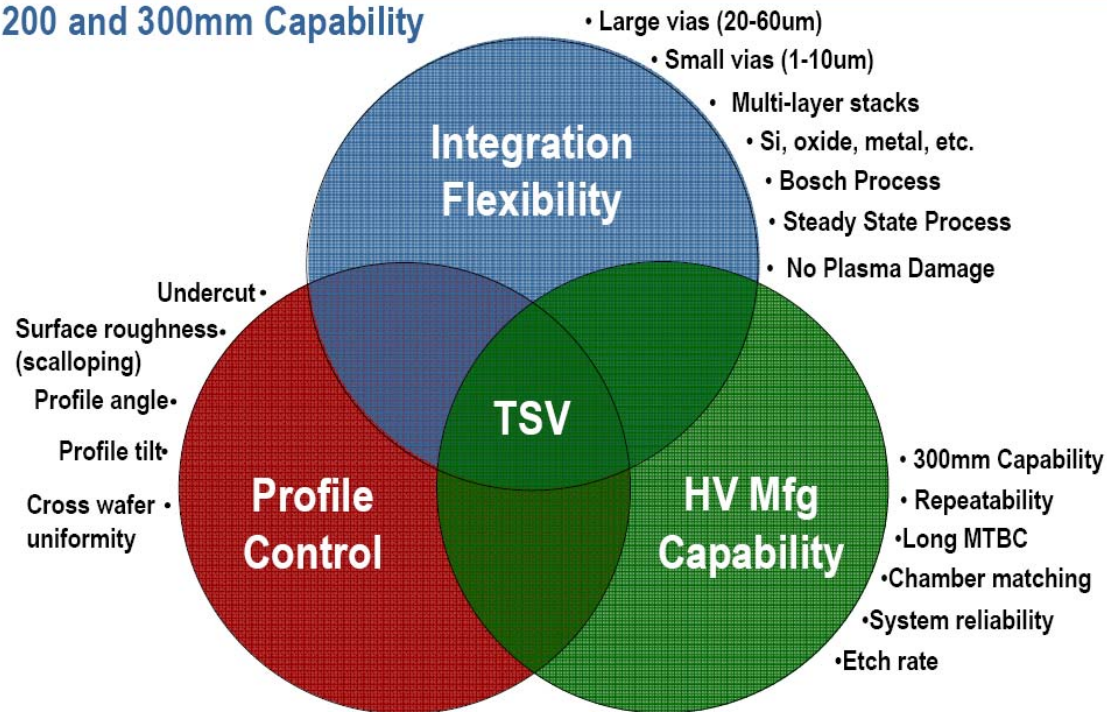 200 and 300mm Capability
• Large vias (20-60um)
• Small vias (1-10um)
• Multi-layer stacks
• Si, oxide, metal, etc.
• Bosch Process
• Steady State Process
• No Plasma Damage
Integration
Flexibility
Undercut•
Surface roughness•
(scalloping)
Profile angle•
Profile tilt•
Cross wafer •
uniformity
TSV
Profile
Control
HV Mfg
Capability
• 300mm Capability
• Repeatability
•Long MTBC
•Chamber matching
•System reliability
•Etch rate